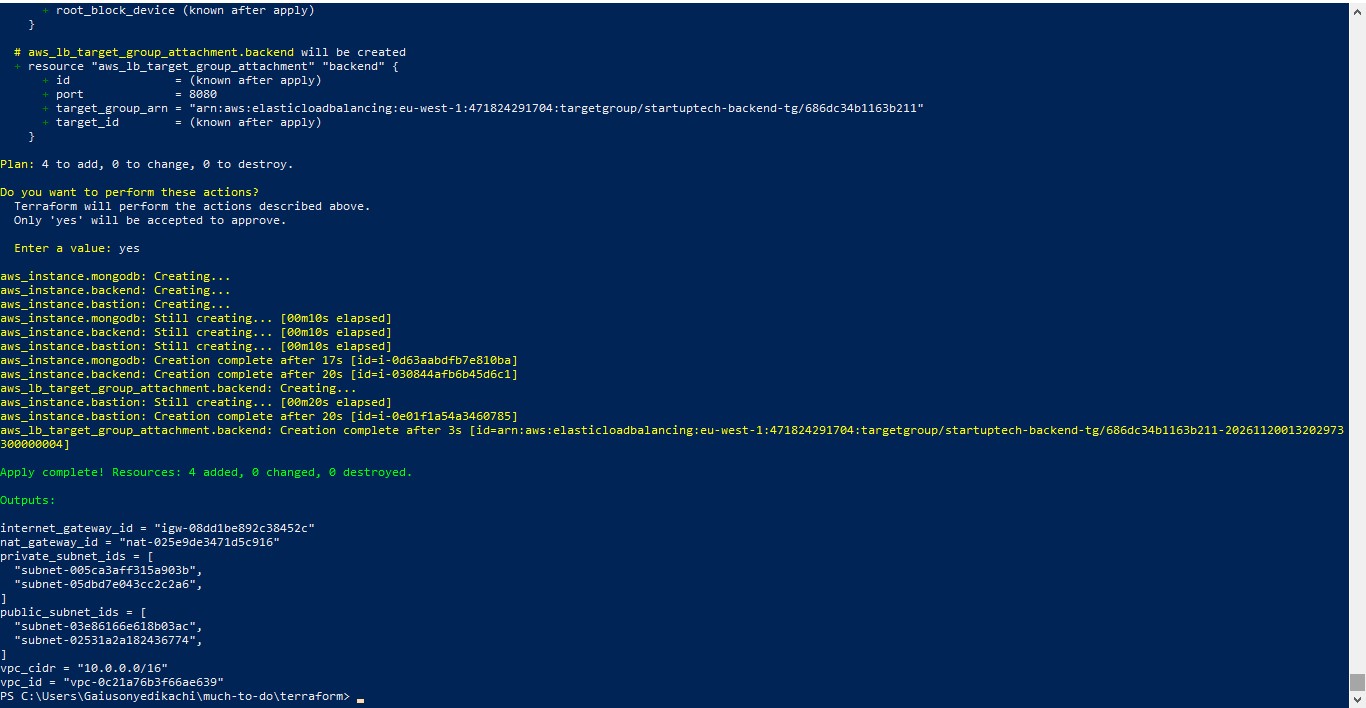 + root_block_device (known after apply)
    }

  # aws_lb_target_group_attachment.backend will be created
  + resource "aws_lb_target_group_attachment" "backend" {
      + id               = (known after apply)
      + port             = 8080
      + target_group_arn = "arn:aws:elasticloadbalancing:eu-west-1:471824291704:targetgroup/startuptech-backend-tg/686dc34b1163b211"
      + target_id        = (known after apply)
    }

Plan: 4 to add, 0 to change, 0 to destroy.

Do you want to perform these actions?
  Terraform will perform the actions described above.
  Only 'yes' will be accepted to approve.

  Enter a value: yes

aws_instance.mongodb: Creating...
aws_instance.backend: Creating...
aws_instance.bastion: Creating...
aws_instance.mongodb: Still creating... [00m10s elapsed]
aws_instance.backend: Still creating... [00m10s elapsed]
aws_instance.bastion: Still creating... [00m10s elapsed]
aws_instance.mongodb: Creation complete after 17s [id=i-0d63aabdfb7e810ba]
aws_instance.backend: Creation complete after 20s [id=i-030844afb6b45d6c1]
aws_lb_target_group_attachment.backend: Creating...
aws_instance.bastion: Still creating... [00m20s elapsed]
aws_instance.bastion: Creation complete after 20s [id=i-0e01f1a54a3460785]
aws_lb_target_group_attachment.backend: Creation complete after 3s [id=arn:aws:elasticloadbalancing:eu-west-1:471824291704:targetgroup/startuptech-backend-tg/686dc34b1163b211-20261120013202973
300000004]

Apply complete! Resources: 4 added, 0 changed, 0 destroyed.

Outputs:

internet_gateway_id = "igw-08dd1be892c38452c"
nat_gateway_id = "nat-025e9de3471d5c916"
private_subnet_ids = [
  "subnet-005ca3aff315a903b",
  "subnet-05dbd7e043cc2c2a6",
]
public_subnet_ids = [
  "subnet-03e86166e618b03ac",
  "subnet-02531a2a182436774",
]
vpc_cidr = "10.0.0.0/16"
vpc_id = "vpc-0c21a76b3f66ae639"
PS C:\Users\Gaiusonyedikachi\much-to-do\terraform>